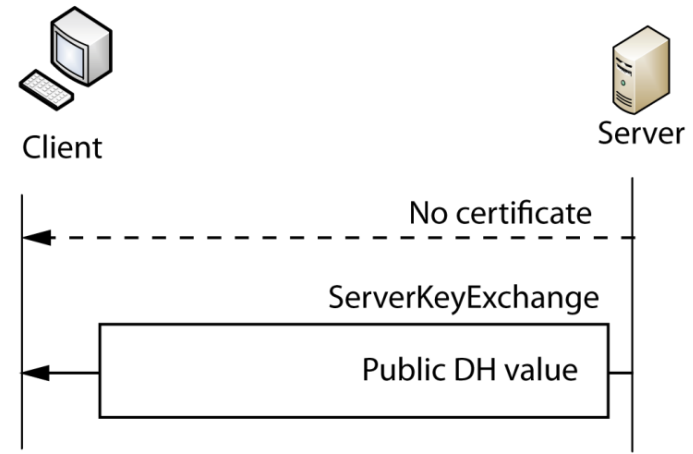 Client
Server
No certificate
ServerKeyExchange
Public DH value